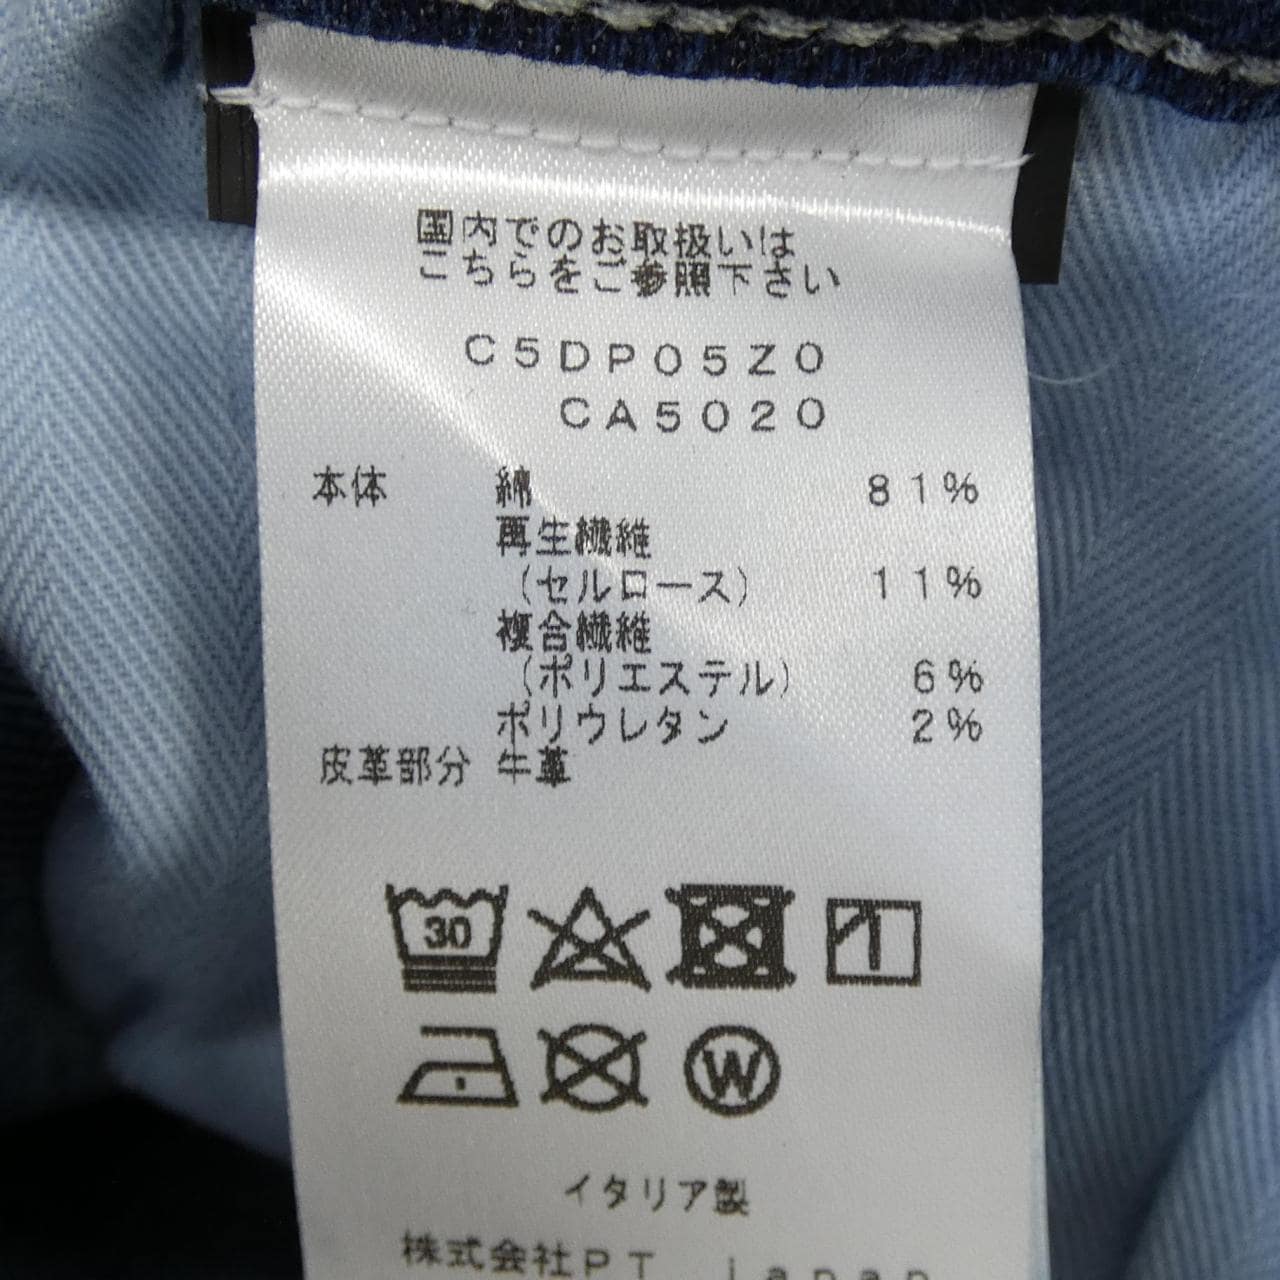 国内でのお取扱いは
こちらをご参照下さい
C5DP05Z0
CA5020
本体 綿 81%
再生繊維
(セルロース) 11%
複合繊維
(ポリエステル) 6%
ポリウレタン 2%
皮革部分 牛革
30
W
イタリア製
株式会社PT japan